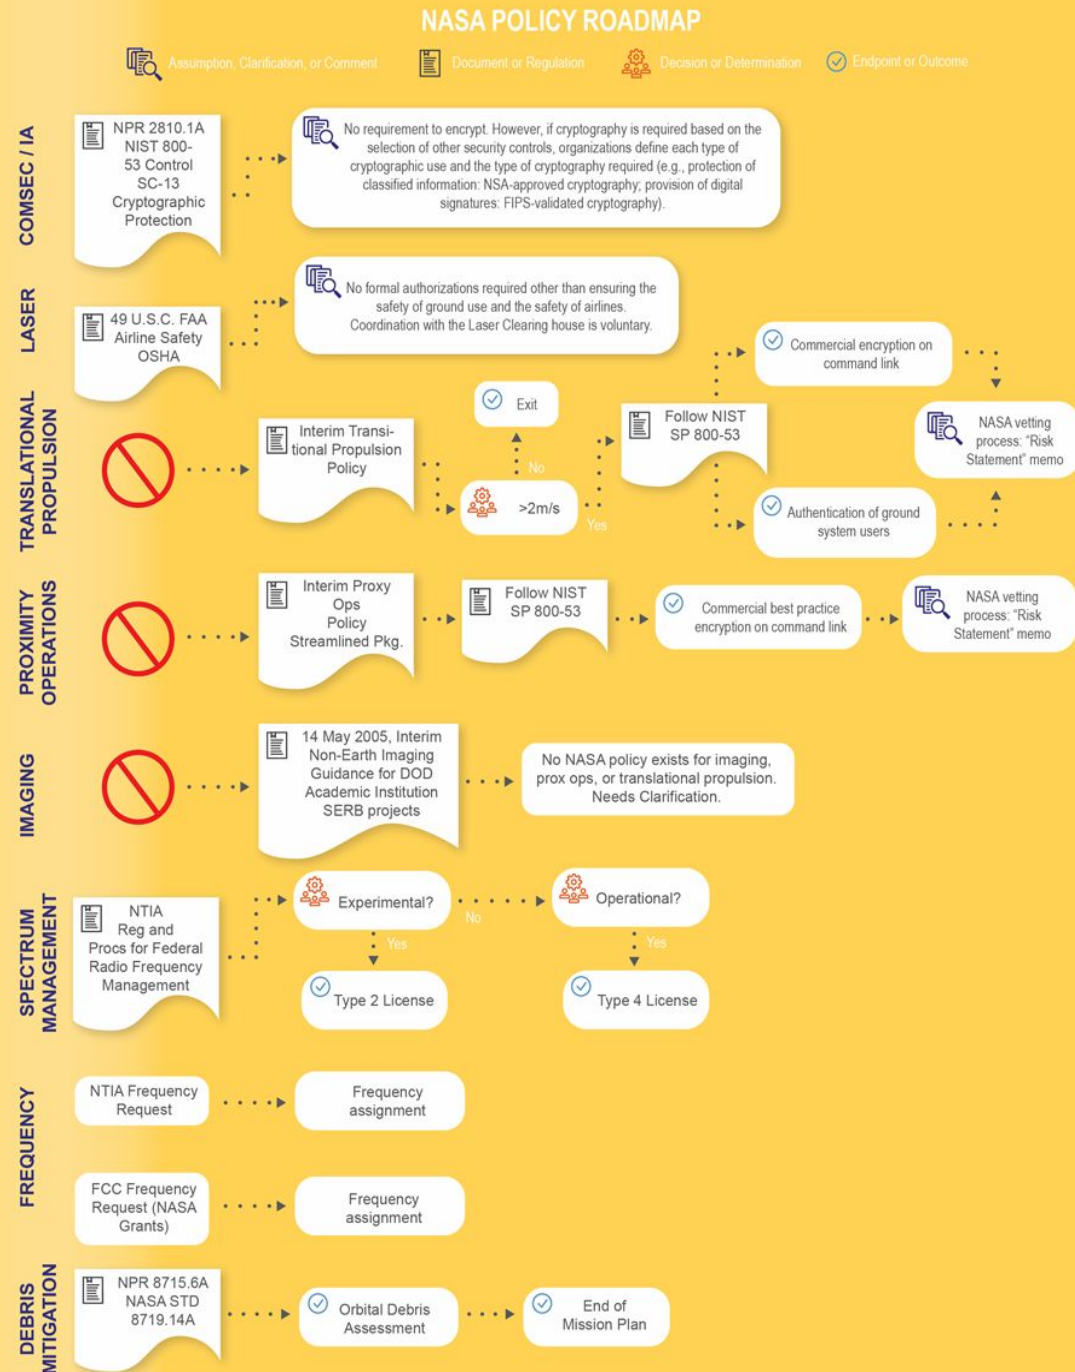 NASA POLICY ROADMAP
Assumption, Clarification, or Comment
Document or Regulation
Decision or Determination
Endpoint or Outcome
COMSEC / IA
NPR 2810.1A
NIST 800-
53 Control
SC-13
Cryptographic
Protection
No requirement to encrypt. However, if cryptography is required based on the
selection of other security controls, organizations define each type of
cryptographic use and the type of cryptography required (e.g., protection of
classified information: NSA-approved cryptography; provision of digital
signatures: FIPS-validated cryptography).
LASER
49 U.S.C. FAA
Airline Safety
OSHA
No formal authorizations required other than ensuring the
safety of ground use and the safety of airlines.
Coordination with the Laser Clearing house is voluntary.
TRANSLATIONAL
PROPULSION
Interim Transi-
tional Propulsion
Policy
>2m/s
No
Exit
Yes
Follow NIST
SP 800-53
Commercial encryption on
command link
Authentication of ground
system users
NASA vetting
process: “Risk
Statement” memo
PROXIMITY
OPERATIONS
Interim Proxy
Ops
Policy
Streamlined Pkg.
Follow NIST
SP 800-53
Commercial best practice
encryption on command link
NASA vetting
process: “Risk
Statement” memo
IMAGING
14 May 2005, Interim
Non-Earth Imaging
Guidance for DOD
Academic Institution
SERB projects
No NASA policy exists for imaging,
prox ops, or translational propulsion.
Needs Clarification.
SPECTRUM
MANAGEMENT
NTIA
Reg and
Procs for Federal
Radio Frequency
Management
Experimental?
No
Operational?
Yes
Yes
Type 2 License
Type 4 License
FREQUENCY
NTIA Frequency
Request
Frequency
assignment
FCC Frequency
Request (NASA
Grants)
Frequency
assignment
DEBRIS
MITIGATION
NPR 8715.6A
NASA STD
8719.14A
Orbital Debris
Assessment
End of
Mission Plan